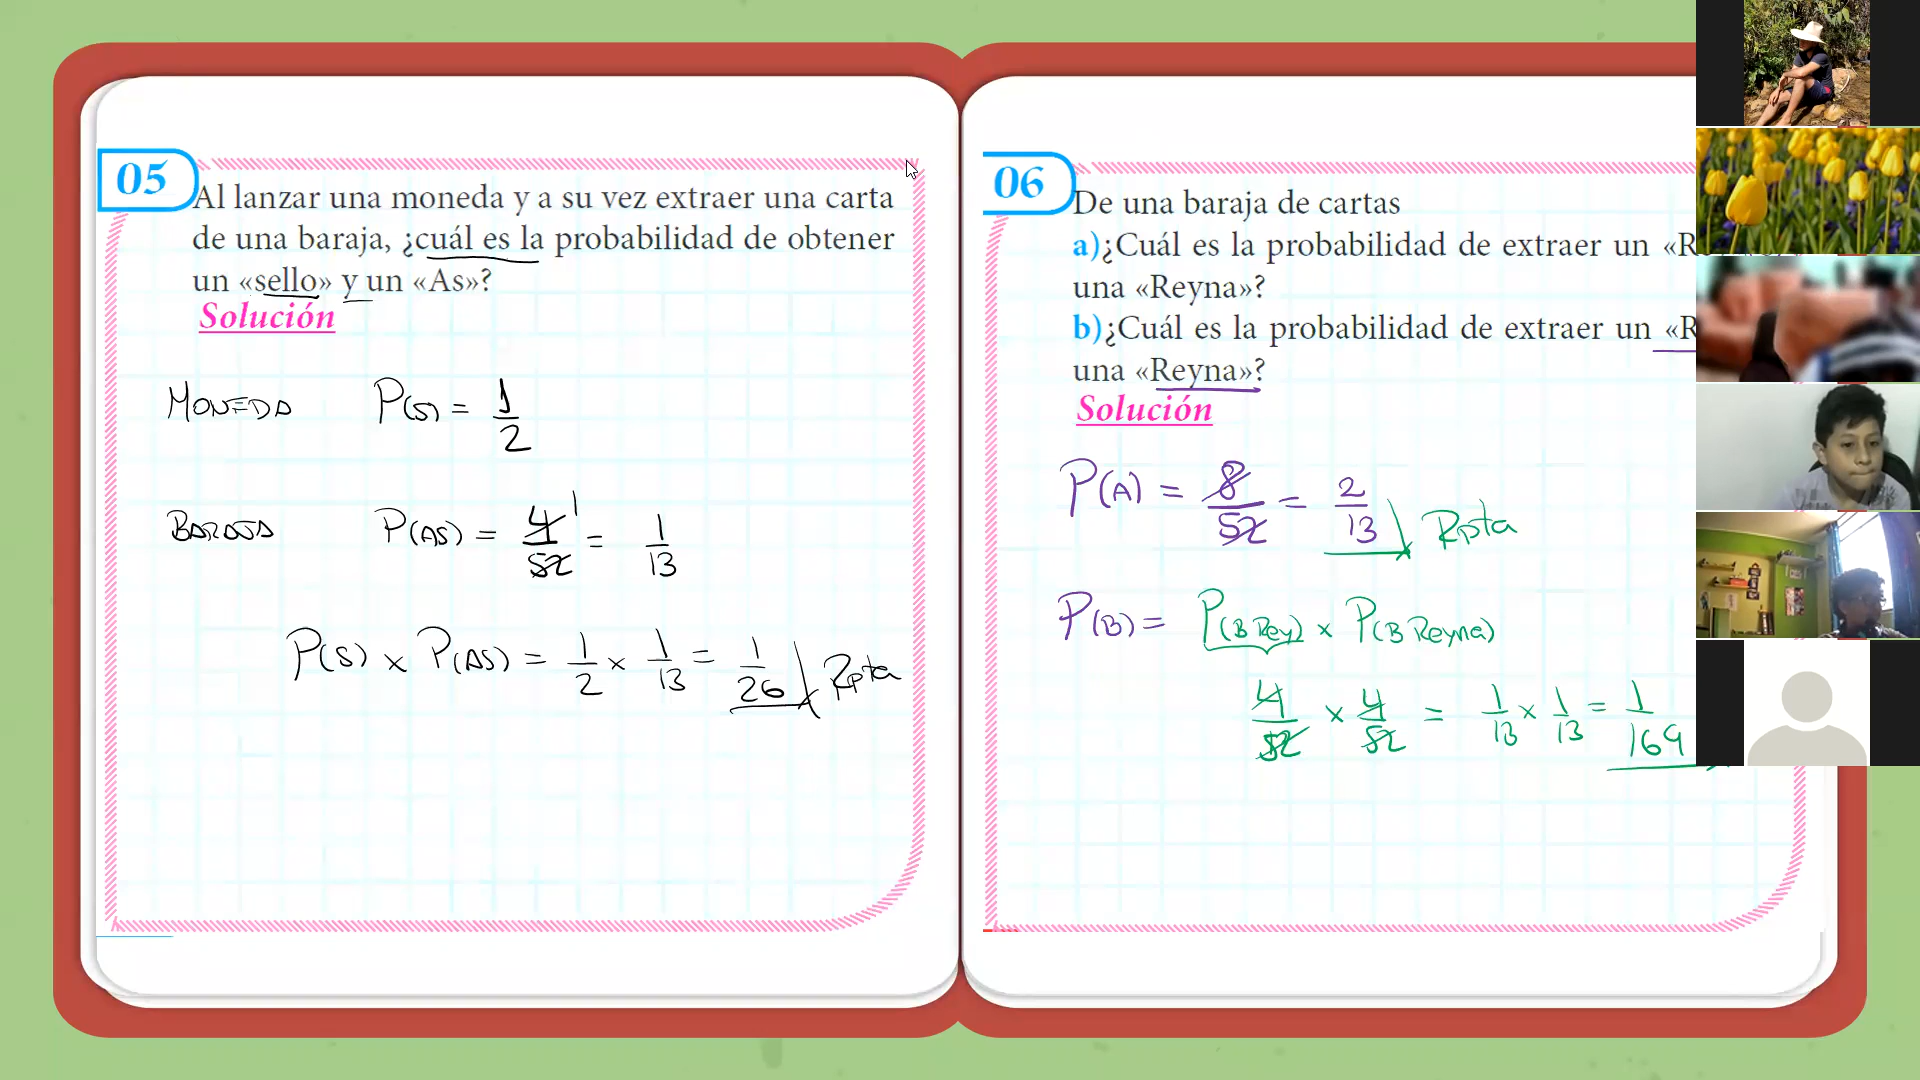 05
Al lanzar una moneda y a su vez extraer una carta
de una baraja, ¿cuál es la probabilidad de obtener
un «sello» y un «As»?
Solución
MONEDA P(S) = 1/2
BARAJA P(AS) = 4/52 1 = 1/13
P(S) x P(AS) = 1/2 x 1/13 = 1/26 Rpta
06
De una baraja de cartas
a)¿Cuál es la probabilidad de extraer un «R
una «Reyna»?
b)¿Cuál es la probabilidad de extraer un «R
una «Reyna»?
Solución
P(A) = 8/52 = 2/13 Rpta
P(B) = P(B Rey) x P(B Reyna)
4/52 x 4/52 = 1/13 x 1/13 = 1/169